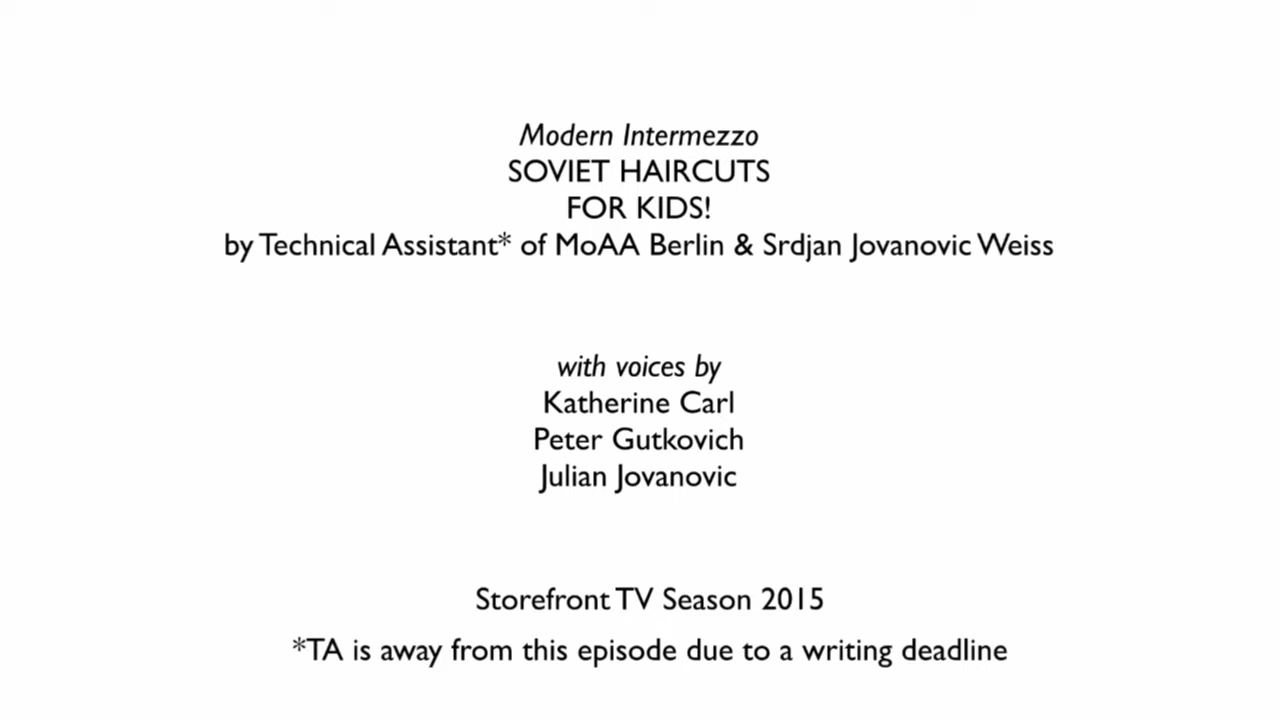 Modern Intermezzo
SOVIET HAIRCUTS
FOR KIDS!
by Technical Assistant* of MoAA Berlin & Srdjan Jovanovic Weiss
with voices by
Katherine Carl
Peter Gutkovich
Julian Jovanovic
Storefront TV Season 2015
*TA is away from this episode due to a writing deadline